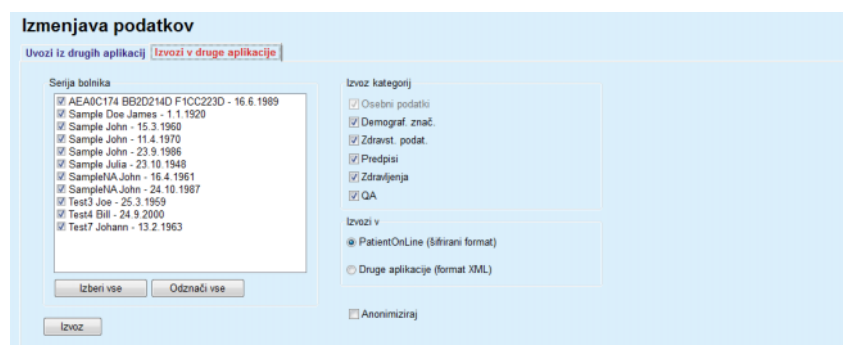 Izmenjava podatkov
Uvozi iz drugih aplikacij Izvozi v druge aplikacije
Serija bolnika
AEA0C174 BB2D214D F1CC223D - 16.6.1989
Sample Doe James - 1.1.1920
Sample John - 15.3.1960
Sample John - 11.4.1970
Sample John - 23.9.1986
Sample Julia - 23.10.1948
SampleNA John - 16.4.1961
SampleNA John - 24.10.1987
Test3 Joe - 25.3.1959
Test4 Bill - 24.9.2000
Test7 Johann - 13.2.1963
Izberi vse Odznači vse
Izvoz
Izvoz kategorij
Osebni podatki
Demograf. znač.
Zdravst. podat.
Predpisi
Zdravljenja
QA
Izvozi v
PatientOnLine (šifrirani format)
Druge aplikacije (format XML)
Anonimiziraj